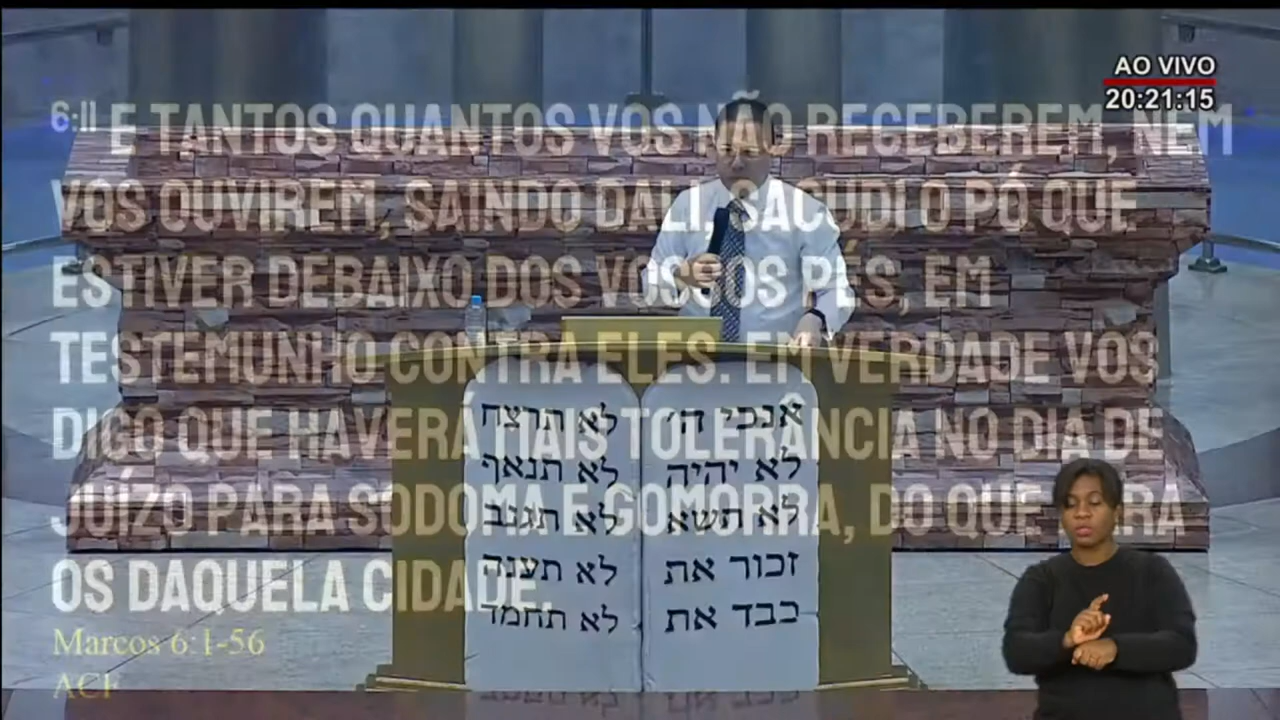 AO VIVO
20:21:15
6:11 E TANTOS QUANTOS VOS NÃO RECEBEREM, NEM
VOS OUVIREM, SAINDO DALI, SACUDI O PÓ QUE
ESTIVER DEBAIXO DOS VOSSOS PÉS, EM
TESTEMUNHO CONTRA ELES. EM VERDADE VOS
DIGO QUE HAVERÁ MAIS TOLERÂNCIA NO DIA DE
JUÍZO PARA SODOMA E GOMORRA, DO QUE PARA
OS DAQUELA CIDADE.
Marcos 6:1-56
ACF
אנכי ה׳
לא יהיה
לא תשא
זכור את
כבד את
לא תרצח
לא תנאף
לא תגנב
לא תענה
לא תחמד